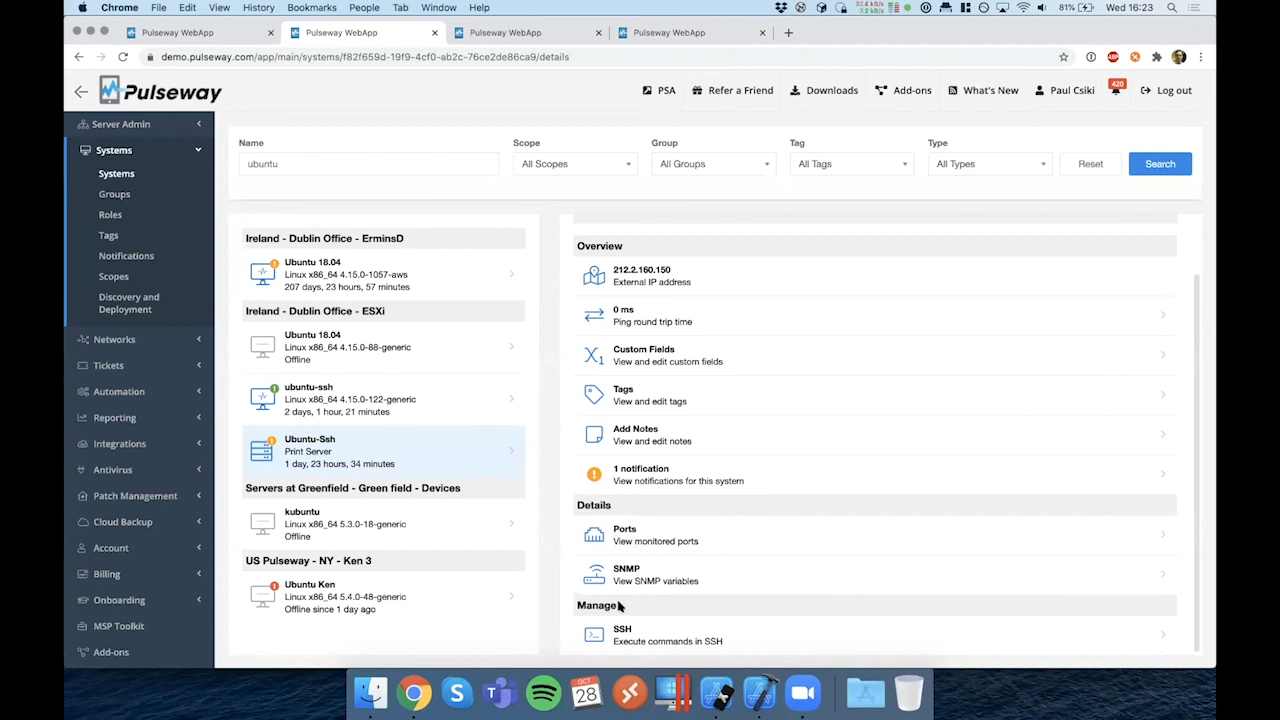 Chrome File Edit View History Bookmarks People Tab Window Help
37.4 kB/s
7.3 kB/s
81% Wed 16:23
Pulseway WebApp
Pulseway WebApp
Pulseway WebApp
Pulseway WebApp
demo.pulseway.com/app/main/systems/f82f659d-19f9-4cf0-ab2c-76ce2de86ca9/details
Pulseway
PSA Refer a Friend Downloads Add-ons What's New Paul Csiki 420 Log out
Server Admin
Systems
Systems
Groups
Roles
Tags
Notifications
Scopes
Discovery and
Deployment
Networks
Tickets
Automation
Reporting
Integrations
Antivirus
Patch Management
Cloud Backup
Account
Billing
Onboarding
MSP Toolkit
Add-ons
Name Scope Group Tag Type
ubuntu All Scopes All Groups All Tags All Types Reset Search
Ireland - Dublin Office - ErminsD
Ubuntu 18.04
Linux x86_64 4.15.0-1057-aws
207 days, 23 hours, 57 minutes
Ireland - Dublin Office - ESXi
Ubuntu 18.04
Linux x86_64 4.15.0-88-generic
Offline
ubuntu-ssh
Linux x86_64 4.15.0-122-generic
2 days, 1 hour, 21 minutes
Ubuntu-Ssh
Print Server
1 day, 23 hours, 34 minutes
Servers at Greenfield - Green field - Devices
kubuntu
Linux x86_64 5.3.0-18-generic
Offline
US Pulseway - NY - Ken 3
Ubuntu Ken
Linux x86_64 5.4.0-48-generic
Offline since 1 day ago
Overview
212.2.160.150
External IP address
0 ms
Ping round trip time
X1
Custom Fields
View and edit custom fields
Tags
View and edit tags
Add Notes
View and edit notes
1 notification
View notifications for this system
Details
Ports
View monitored ports
SNMP
View SNMP variables
Manage
SSH
Execute commands in SSH
OCT
28